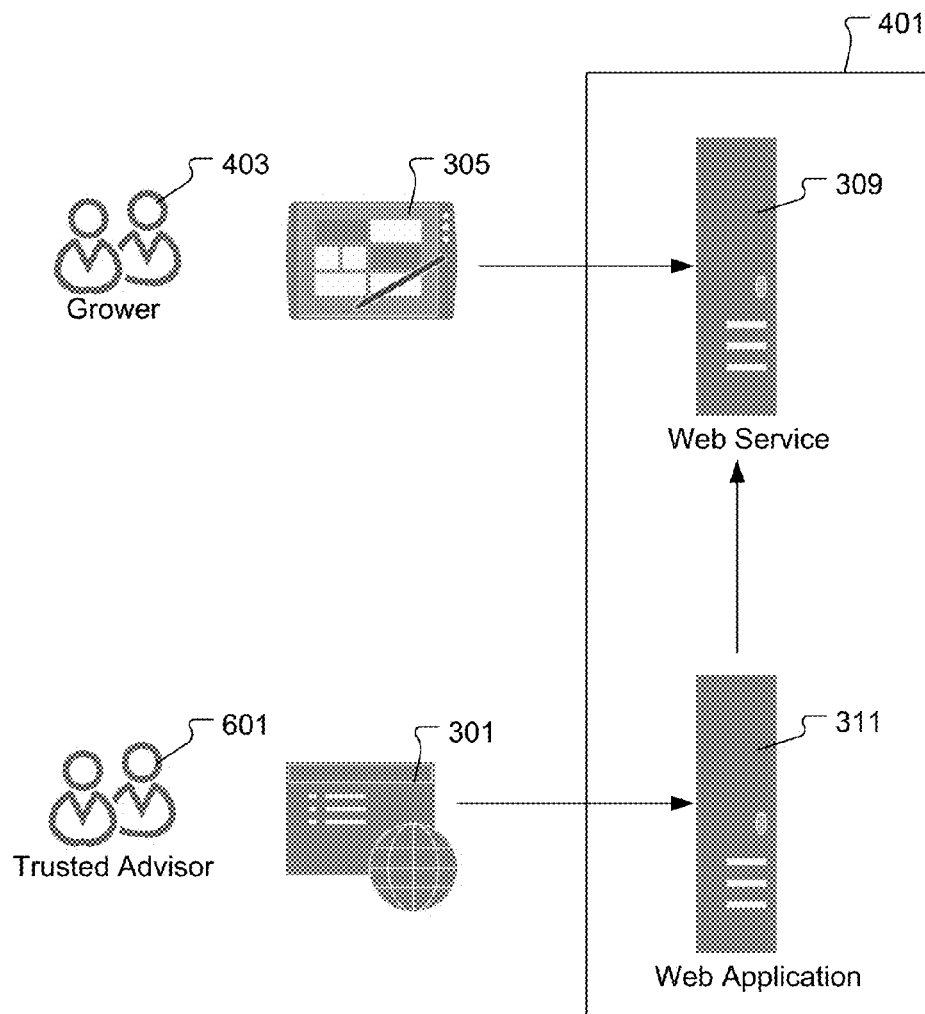 401
403
305
309
Grower
Web Service
601
301
311
Trusted Advisor
Web Application